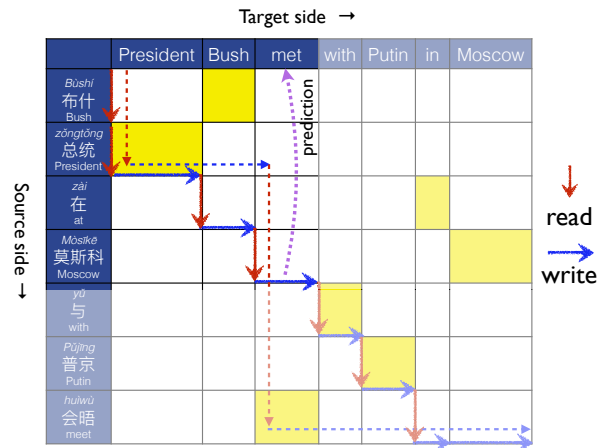 Target side →
President Bush met with Putin in Moscow
Bùshí
布什
Bush
zǒngtǒng
总统
President
zài
在
at
Mòsīkē
莫斯科
Moscow
yǔ
与
with
Pǔjīng
普京
Putin
huìwù
会晤
meet
Source side →
prediction
read
write